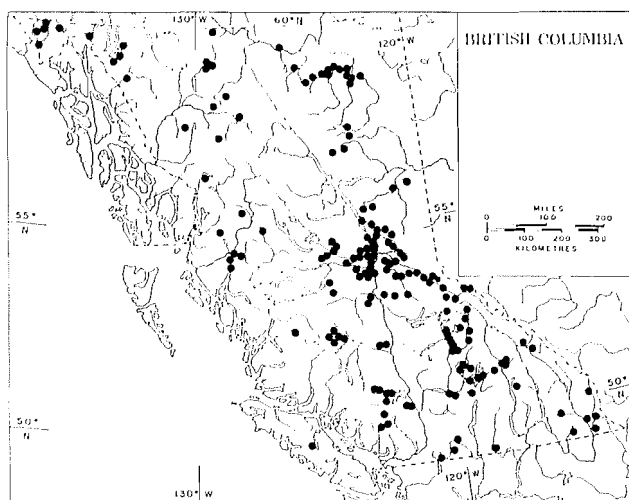 130° W
60° N
120° W
BRITISH COLUMBIA
MILES
0 100 200
0 100 200 300
KILOMETRES
55° N
55° N
50° N
50° N
130° W
120° W